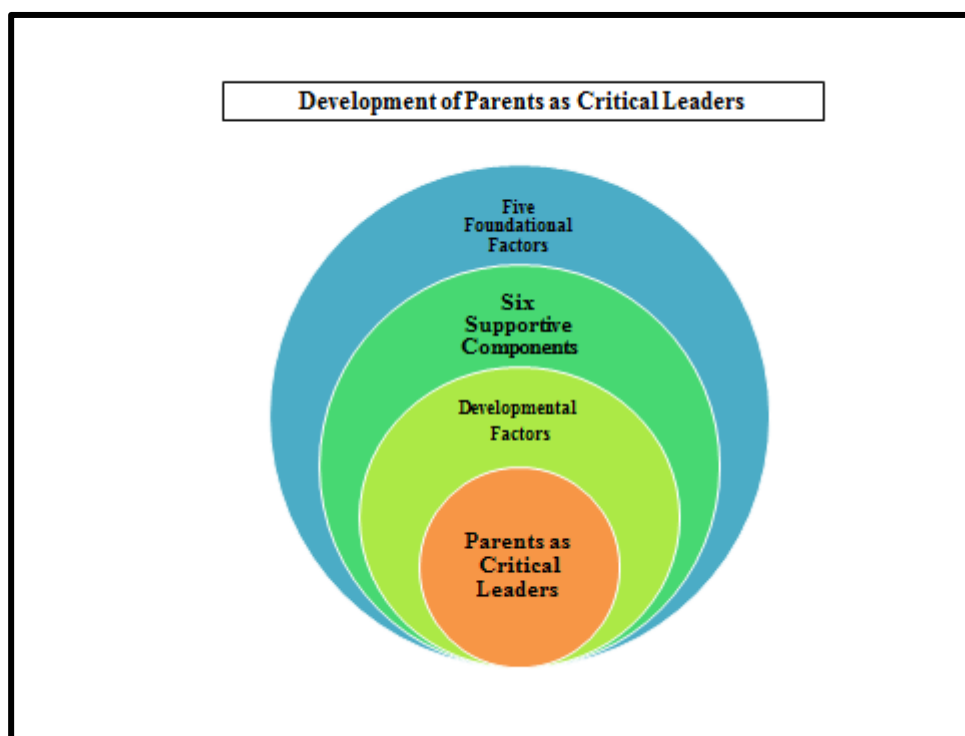 Development of Parents as Critical Leaders
Five
Foundational
Factors
Six
Supportive
Components
Developmental
Factors
Parents as
Critical
Leaders